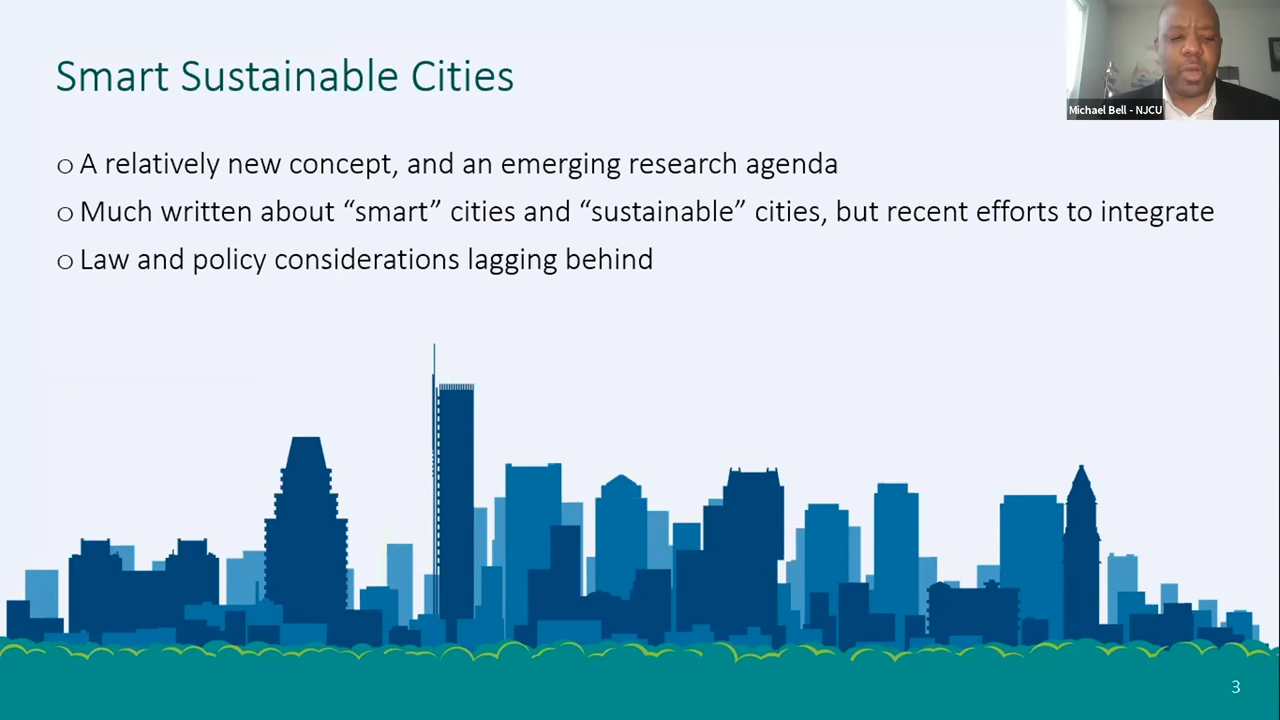 Smart Sustainable Cities
Michael Bell - NJCU
o A relatively new concept, and an emerging research agenda
o Much written about “smart” cities and “sustainable” cities, but recent efforts to integrate
o Law and policy considerations lagging behind
3